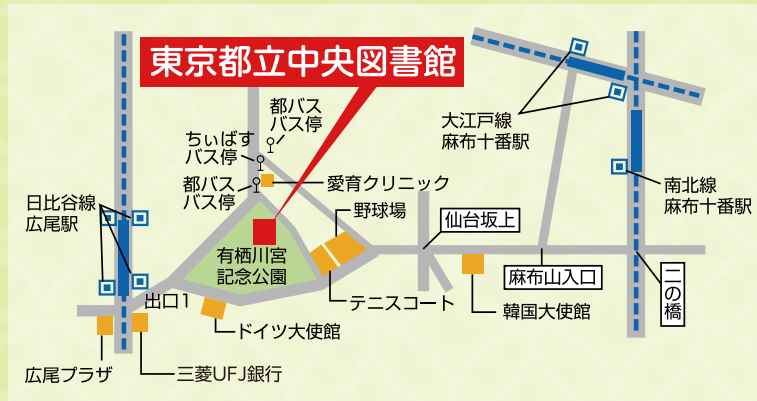 東京都立中央図書館
都バス
バス停
ちぃばす
バス停
都バス
バス停
愛育クリニック
野球場
仙台坂上
大江戸線
麻布十番駅
南北線
麻布十番駅
日比谷線
広尾駅
有栖川宮
記念公園
出口1
テニスコート
ドイツ大使館
韓国大使館
麻布山入口
二の橋
広尾プラザ
三菱UFJ銀行